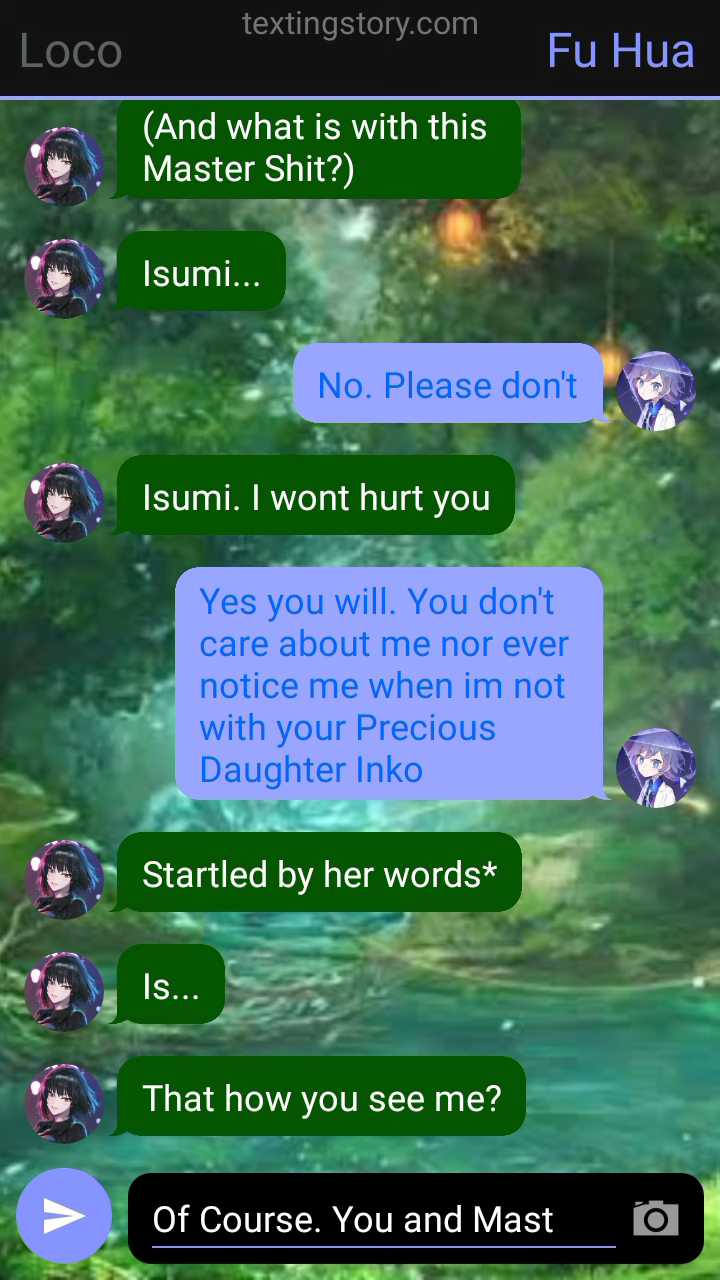 textingstory.com
Loco
Fu Hua
(And what is with this
Master Shit?)
Isumi...
No. Please don't
Isumi. I wont hurt you
Yes you will. You don't
care about me nor ever
notice me when im not
with your Precious
Daughter Inko
Startled by her words*
Is...
That how you see me?
Of Course. You and Mast